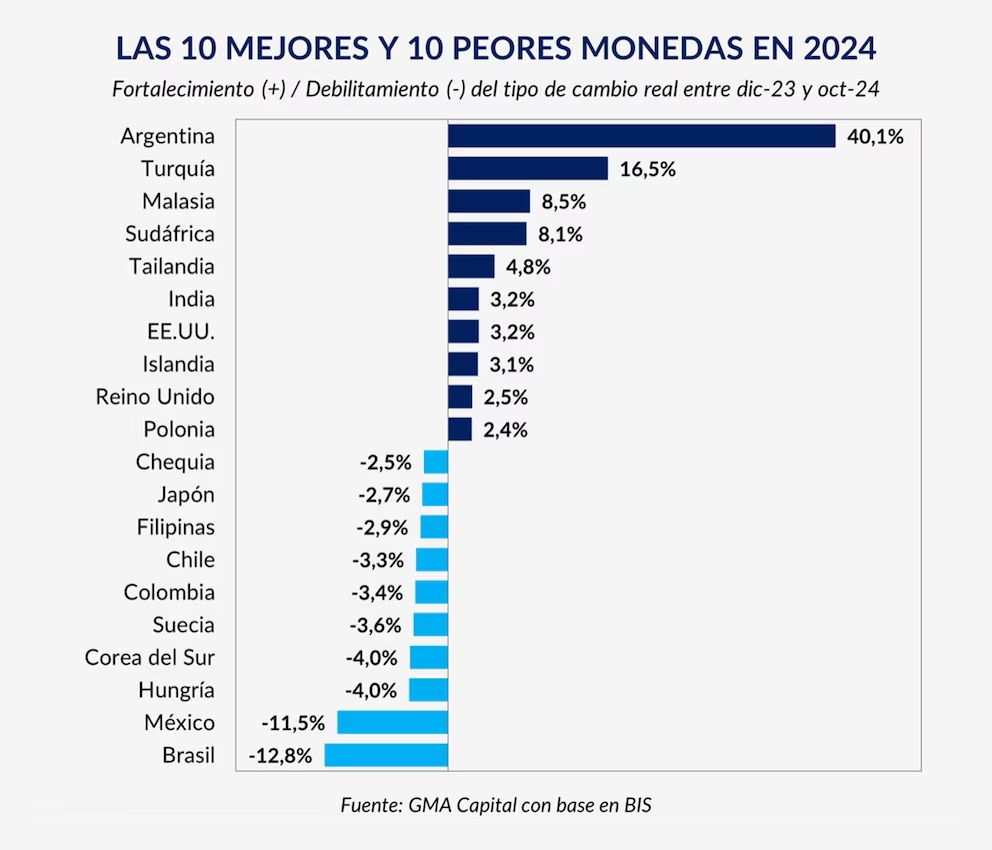 LAS 10 MEJORES Y 10 PEORES MONEDAS EN 2024
Fortalecimiento (+) / Debilitamiento (-) del tipo de cambio real entre dic-23 y oct-24
Argentina 40,1%
Turquía 16,5%
Malasia 8,5%
Sudáfrica 8,1%
Tailandia 4,8%
India 3,2%
EE.UU. 3,2%
Islandia 3,1%
Reino Unido 2,5%
Polonia 2,4%
Chequia -2,5%
Japón -2,7%
Filipinas -2,9%
Chile -3,3%
Colombia -3,4%
Suecia -3,6%
Corea del Sur -4,0%
Hungría -4,0%
México -11,5%
Brasil -12,8%
Fuente: GMA Capital con base en BIS